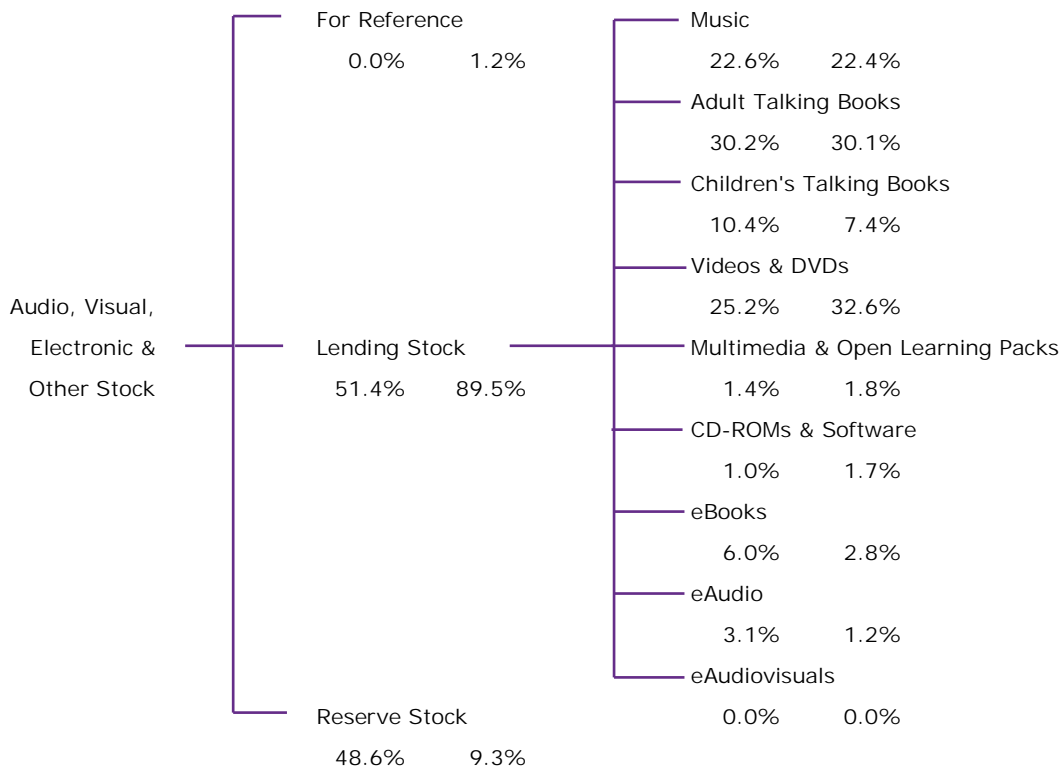 For Reference
0.0% 1.2%
Audio, Visual,
Electronic &
Other Stock
Lending Stock
51.4% 89.5%
Reserve Stock
48.6% 9.3%
Music
22.6% 22.4%
Adult Talking Books
30.2% 30.1%
Children's Talking Books
10.4% 7.4%
Videos & DVDs
25.2% 32.6%
Multimedia & Open Learning Packs
1.4% 1.8%
CD-ROMs & Software
1.0% 1.7%
eBooks
6.0% 2.8%
eAudio
3.1% 1.2%
eAudiovisuals
0.0% 0.0%